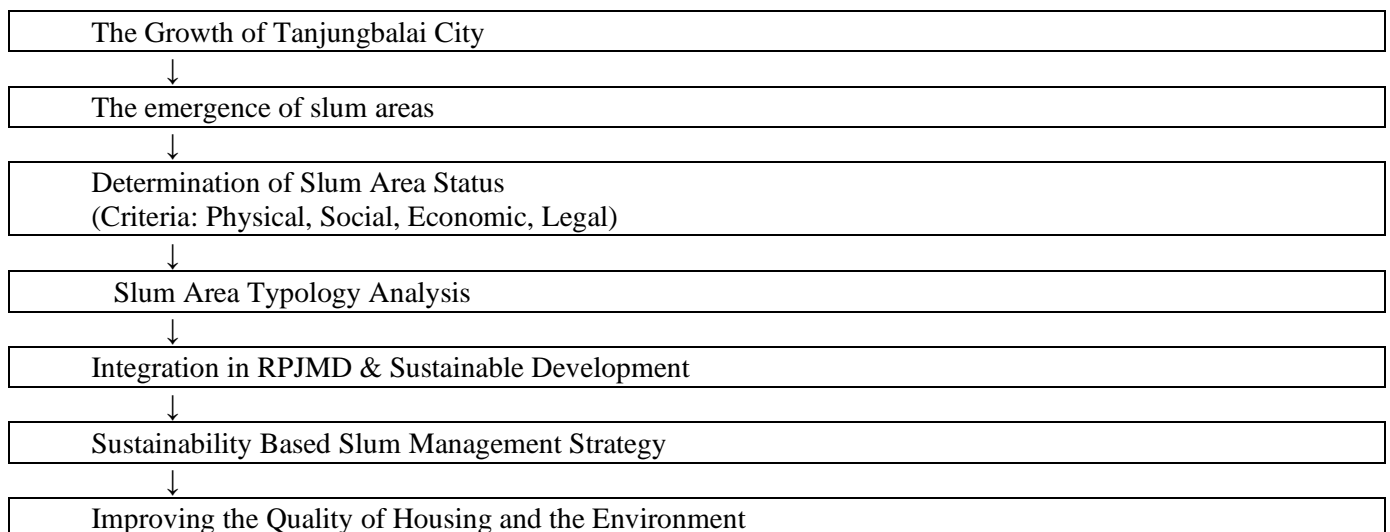 The Growth of Tanjungbalai City
↓
The emergence of slum areas
↓
Determination of Slum Area Status
(Criteria: Physical, Social, Economic, Legal)
↓
Slum Area Typology Analysis
↓
Integration in RPJMD & Sustainable Development
↓
Sustainability Based Slum Management Strategy
↓
Improving the Quality of Housing and the Environment